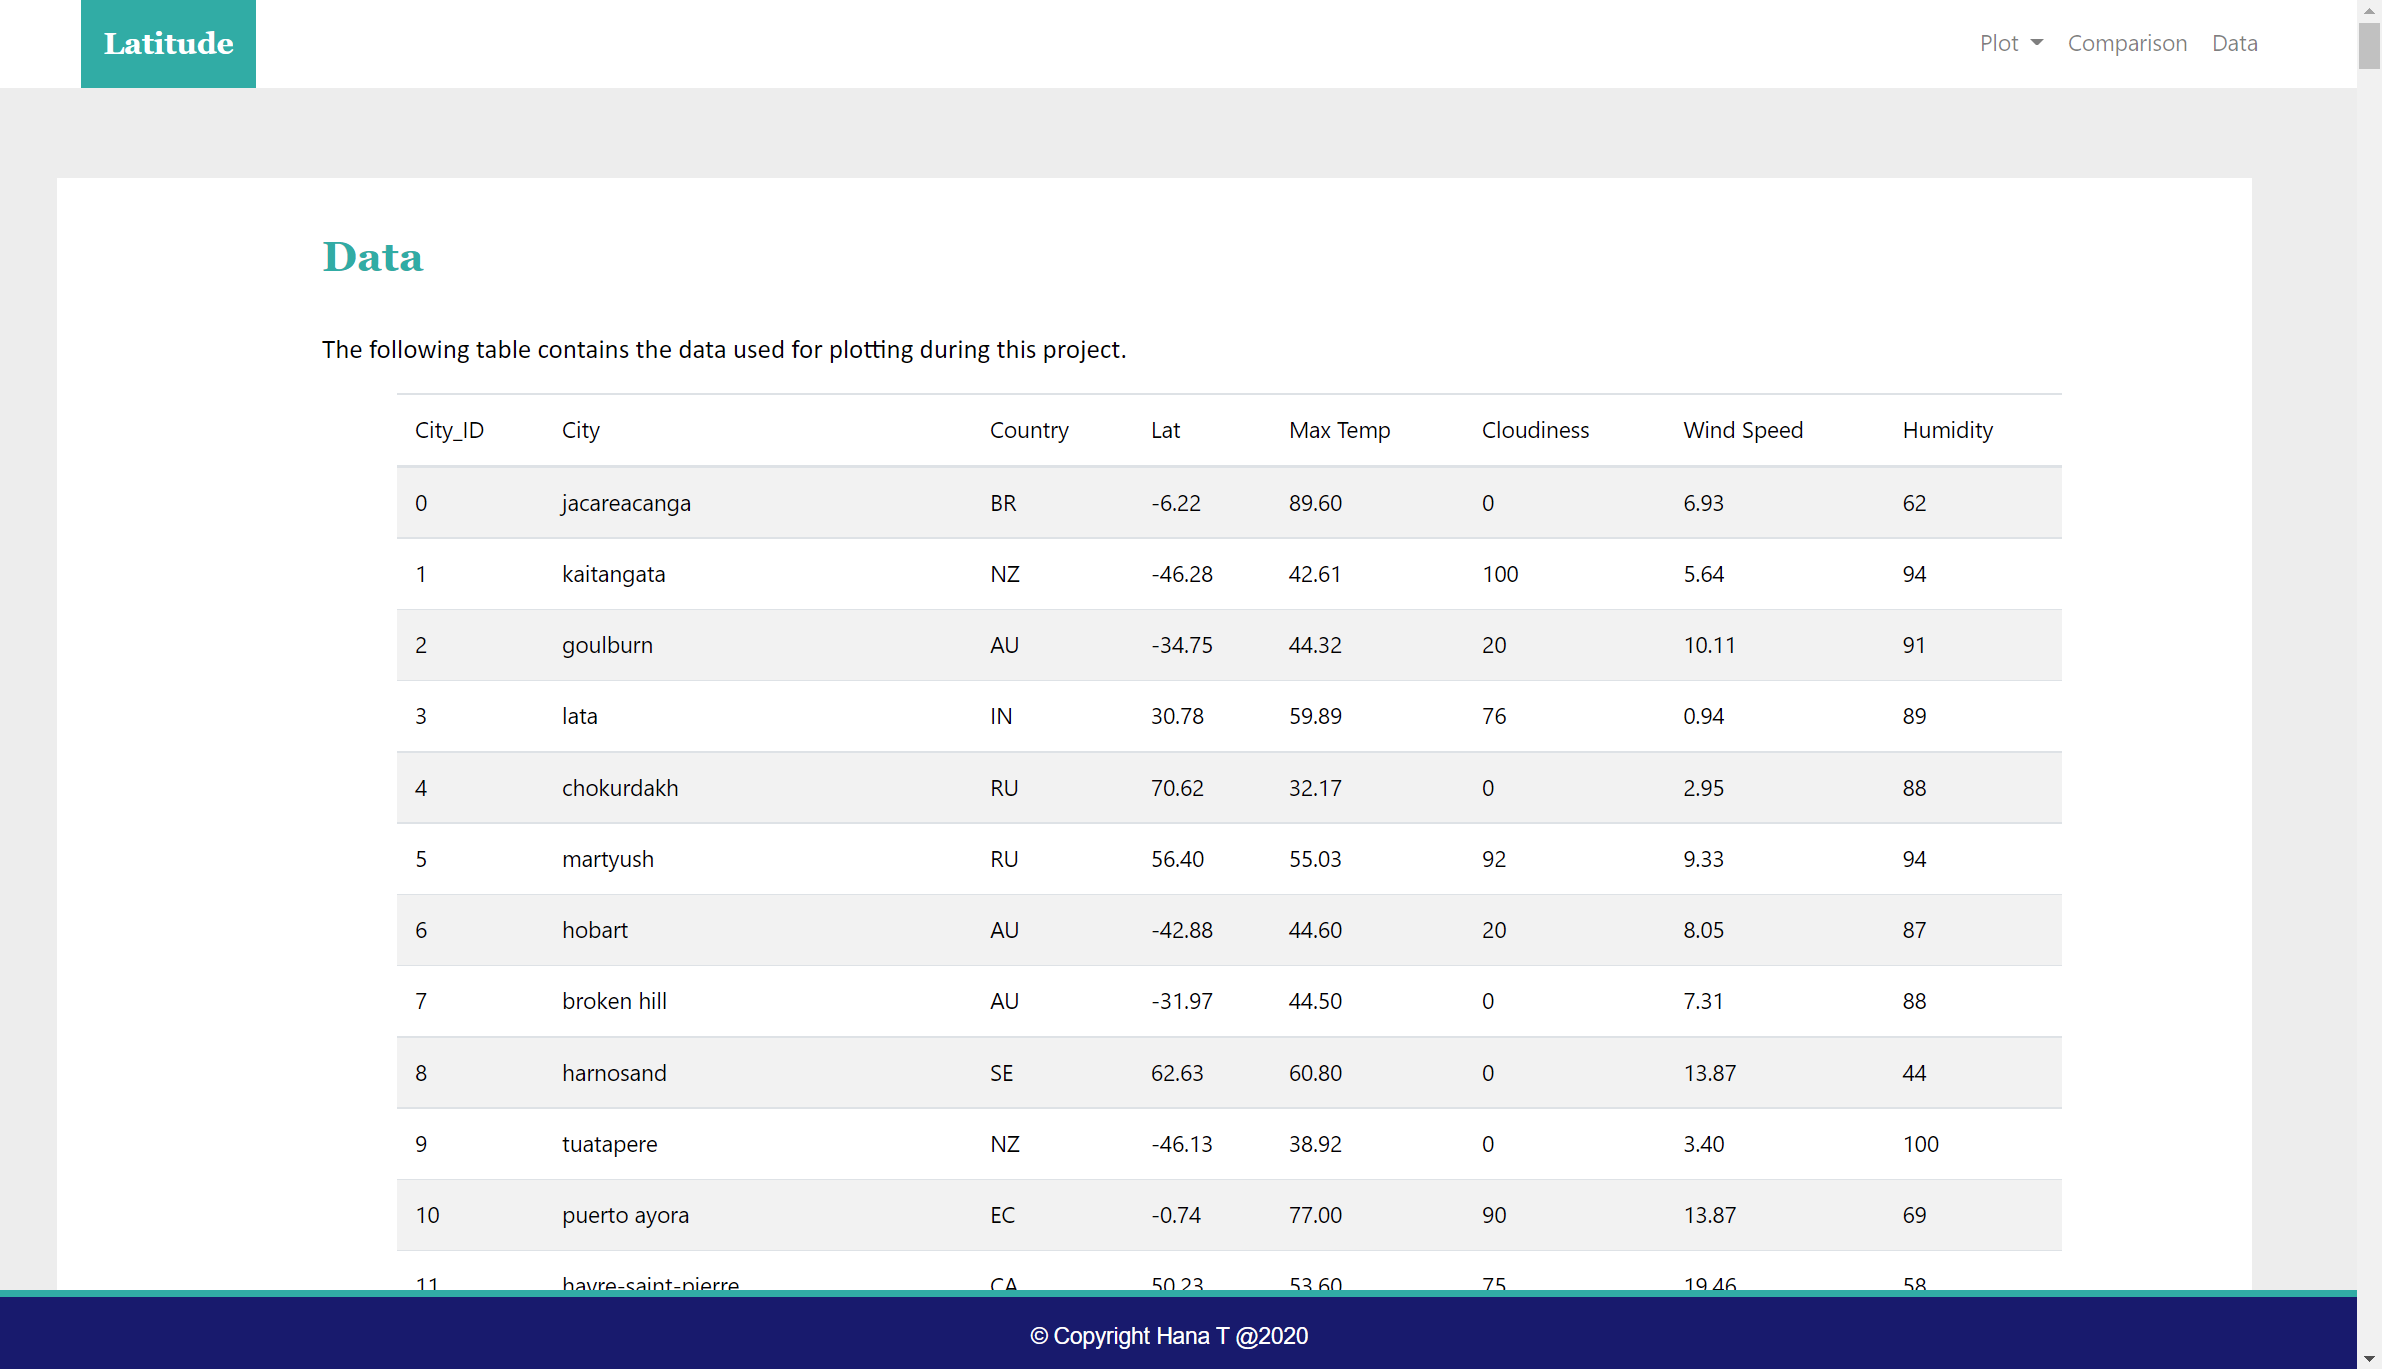 Latitude
Plot Comparison Data
Data
The following table contains the data used for plotting during this project.
City_ID City Country Lat Max Temp Cloudiness Wind Speed Humidity
0 jacareacanga BR -6.22 89.60 0 6.93 62
1 kaitangata NZ -46.28 42.61 100 5.64 94
2 goulburn AU -34.75 44.32 20 10.11 91
3 lata IN 30.78 59.89 76 0.94 89
4 chokurdakh RU 70.62 32.17 0 2.95 88
5 martyush RU 56.40 55.03 92 9.33 94
6 hobart AU -42.88 44.60 20 8.05 87
7 broken hill AU -31.97 44.50 0 7.31 88
8 harnosand SE 62.63 60.80 0 13.87 44
9 tuatapere NZ -46.13 38.92 0 3.40 100
10 puerto ayora EC -0.74 77.00 90 13.87 69
11 havre-saint-pierre CA 50.23 53.60 75 19.46 58
© Copyright Hana T @2020